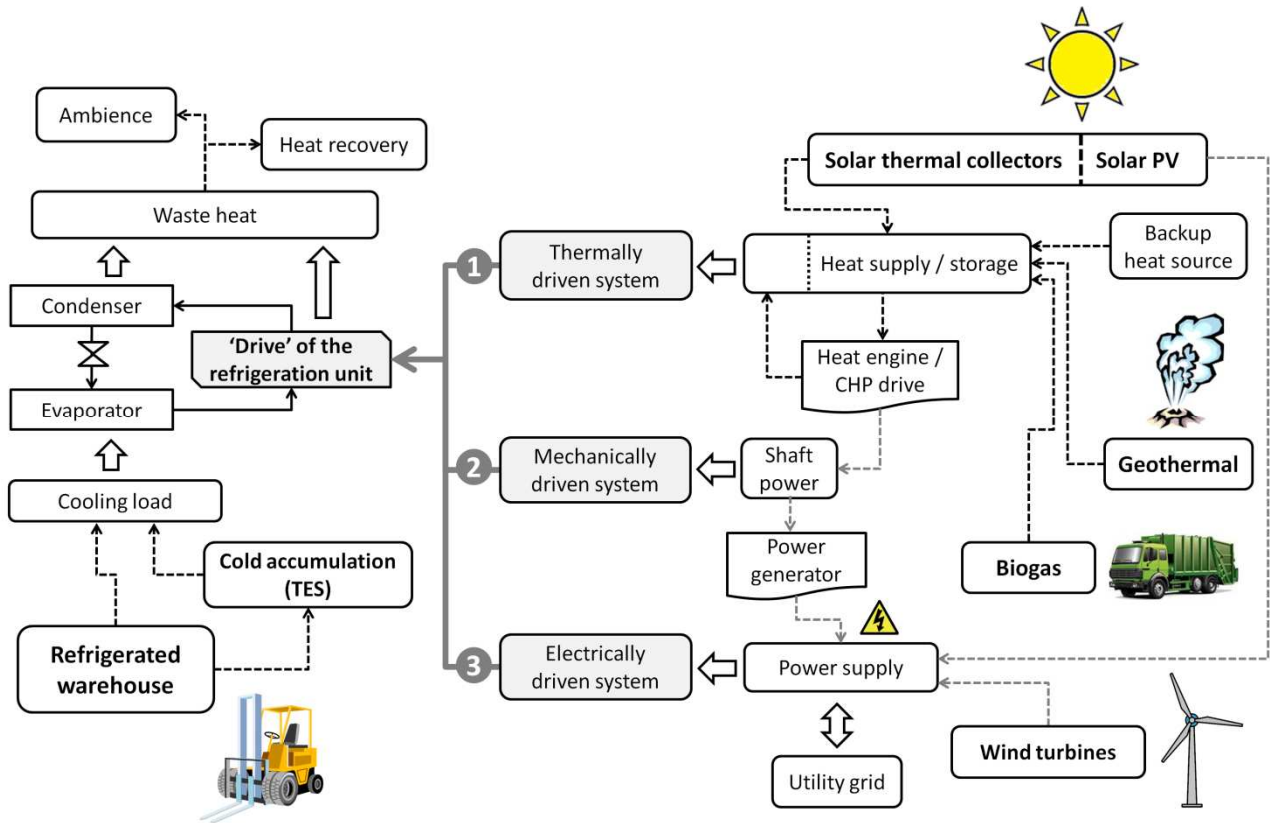 Ambience
Heat recovery
Waste heat
Condenser
'Drive' of the
refrigeration unit
Evaporator
Cooling load
Cold accumulation
(TES)
Refrigerated
warehouse
1
Thermally
driven system
2
Mechanically
driven system
3
Electrically
driven system
Solar thermal collectors
Solar PV
Heat supply / storage
Backup
heat source
Heat engine /
CHP drive
Shaft
power
Geothermal
Power
generator
Biogas
Power supply
Wind turbines
Utility grid